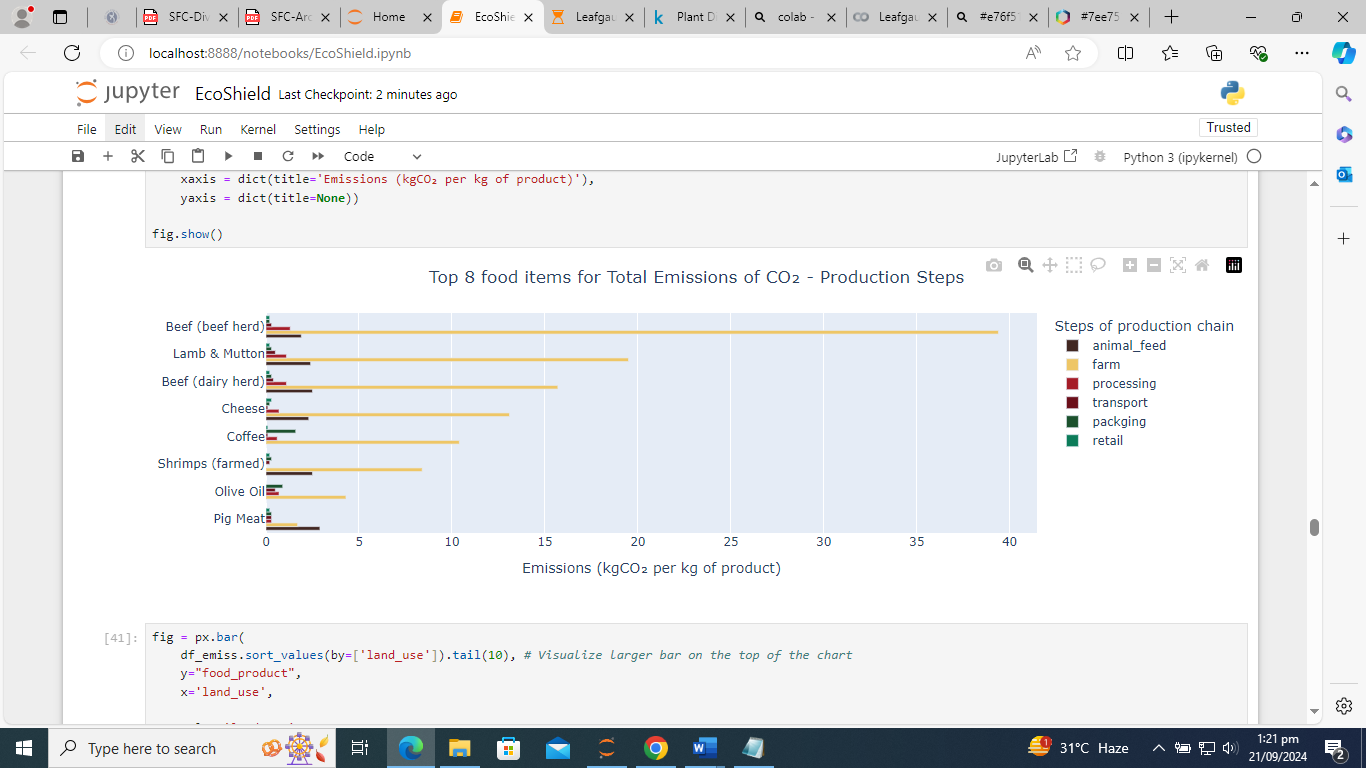 SFC-Div
SFC-Arc
Home
EcoShie
Leafgau
Plant D
colab -
Leafgau
#e76f51
#7ee75
localhost:8888/notebooks/EcoShield.ipynb
jupyter EcoShield Last Checkpoint: 2 minutes ago
File Edit View Run Kernel Settings Help
Trusted
Code
JupyterLab
Python 3 (ipykernel)
xaxis = dict(title='Emissions (kgCO₂ per kg of product)'),
yaxis = dict(title=None))
fig.show()
Top 8 food items for Total Emissions of CO₂ - Production Steps
Beef (beef herd)
Lamb & Mutton
Beef (dairy herd)
Cheese
Coffee
Shrimps (farmed)
Olive Oil
Pig Meat
0 5 10 15 20 25 30 35 40
Emissions (kgCO₂ per kg of product)
Steps of production chain
animal_feed
farm
processing
transport
packging
retail
[41]:
fig = px.bar(
df_emiss.sort_values(by=['land_use']).tail(10), # Visualize larger bar on the top of the chart
y="food_product",
x='land_use',
Type here to search
1
31°C Haze
1:21 pm
21/09/2024
2